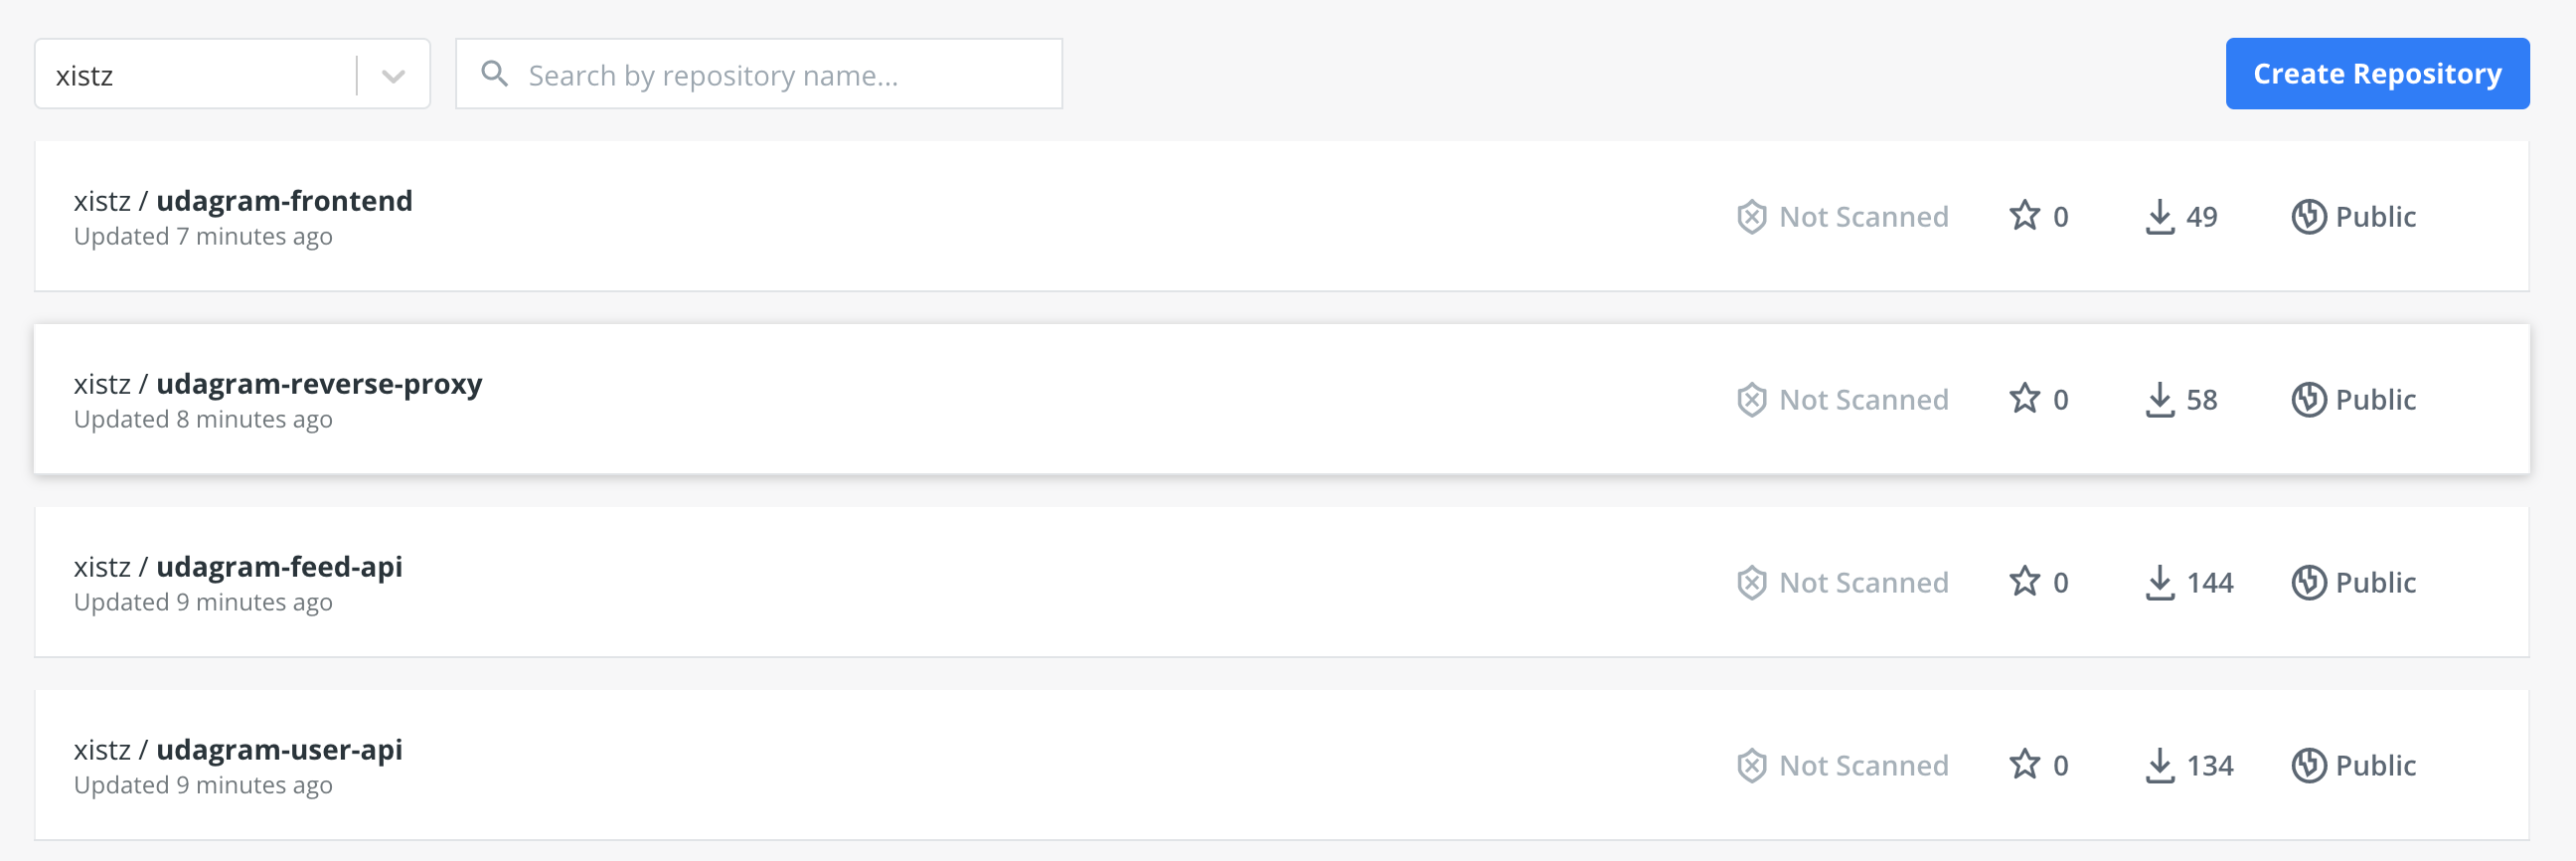 xistz
Search by repository name...
Create Repository
xistz / udagram-frontend
Updated 7 minutes ago
Not Scanned
0
49
Public
xistz / udagram-reverse-proxy
Updated 8 minutes ago
Not Scanned
0
58
Public
xistz / udagram-feed-api
Updated 9 minutes ago
Not Scanned
0
144
Public
xistz / udagram-user-api
Updated 9 minutes ago
Not Scanned
0
134
Public